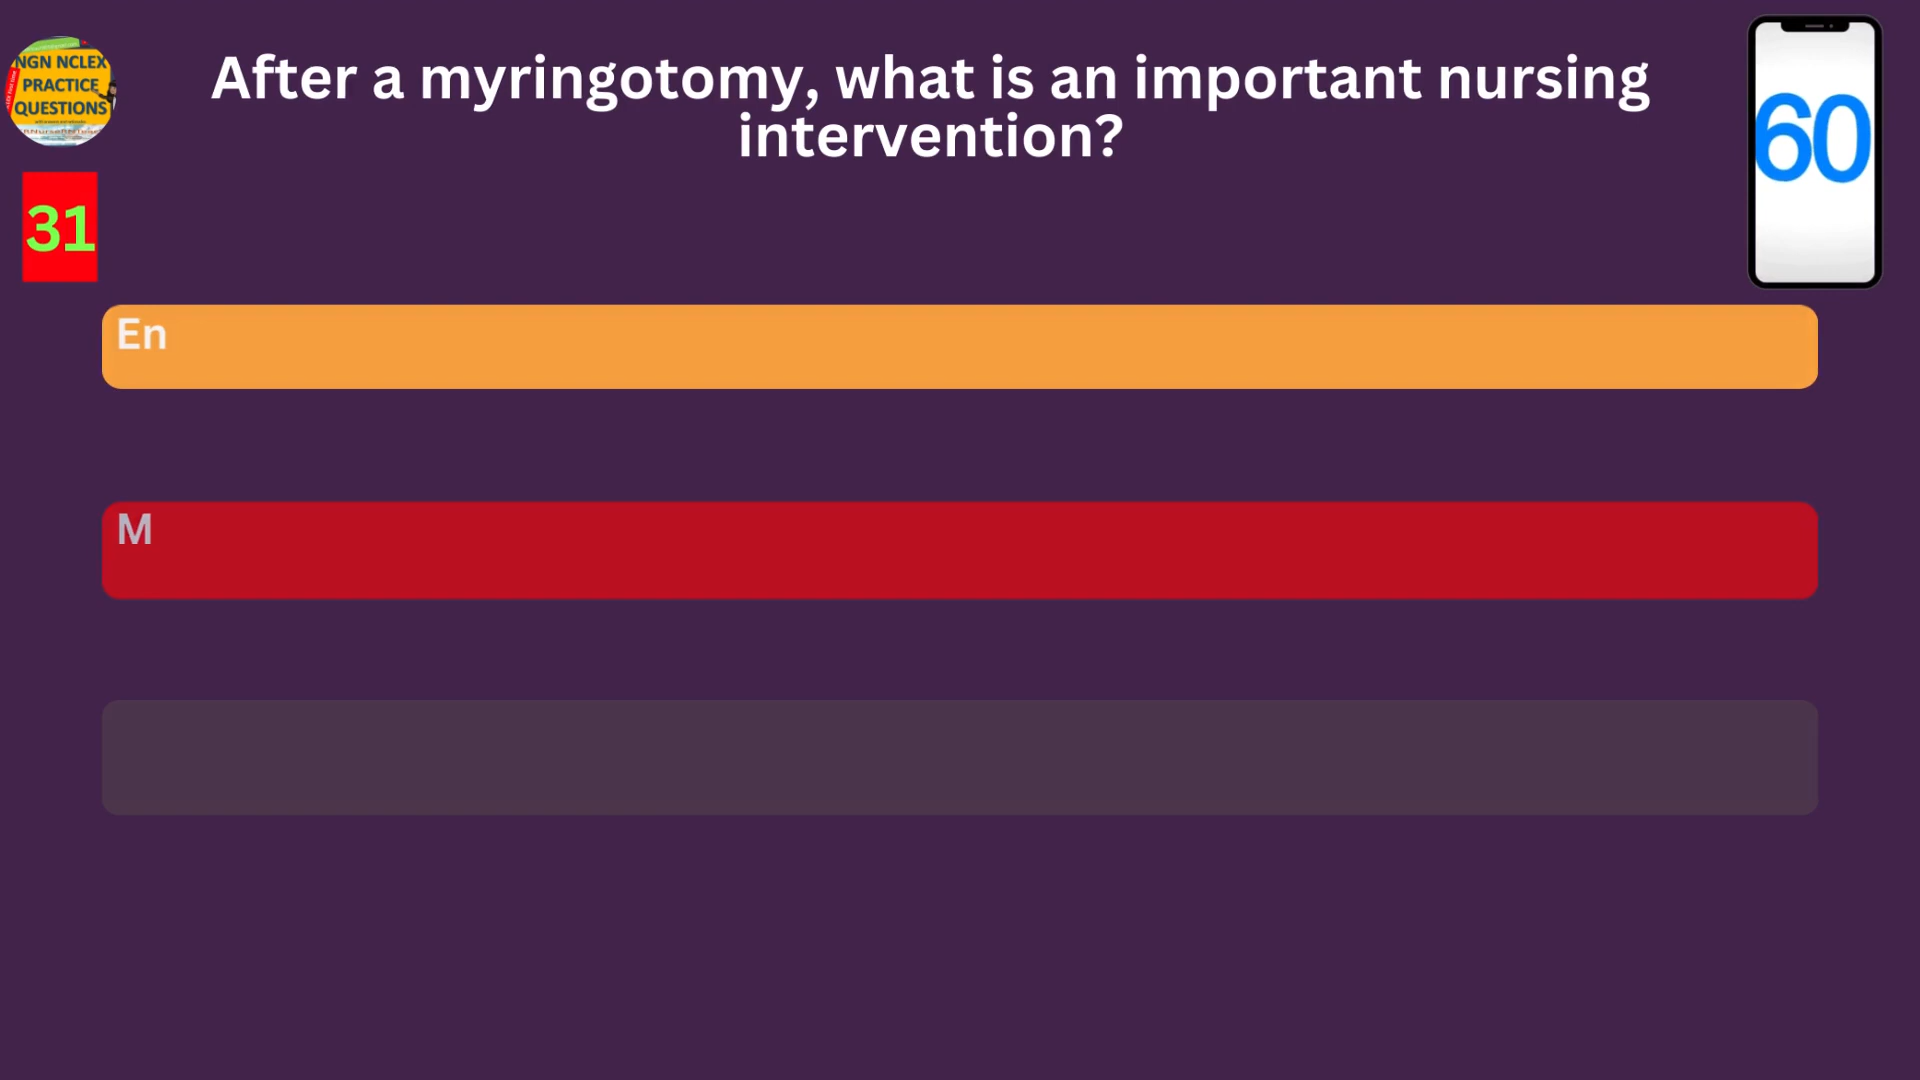 NGN NCLEX
PRACTICE
QUESTIONS
After a myringotomy, what is an important nursing
intervention?
60
31
En
M